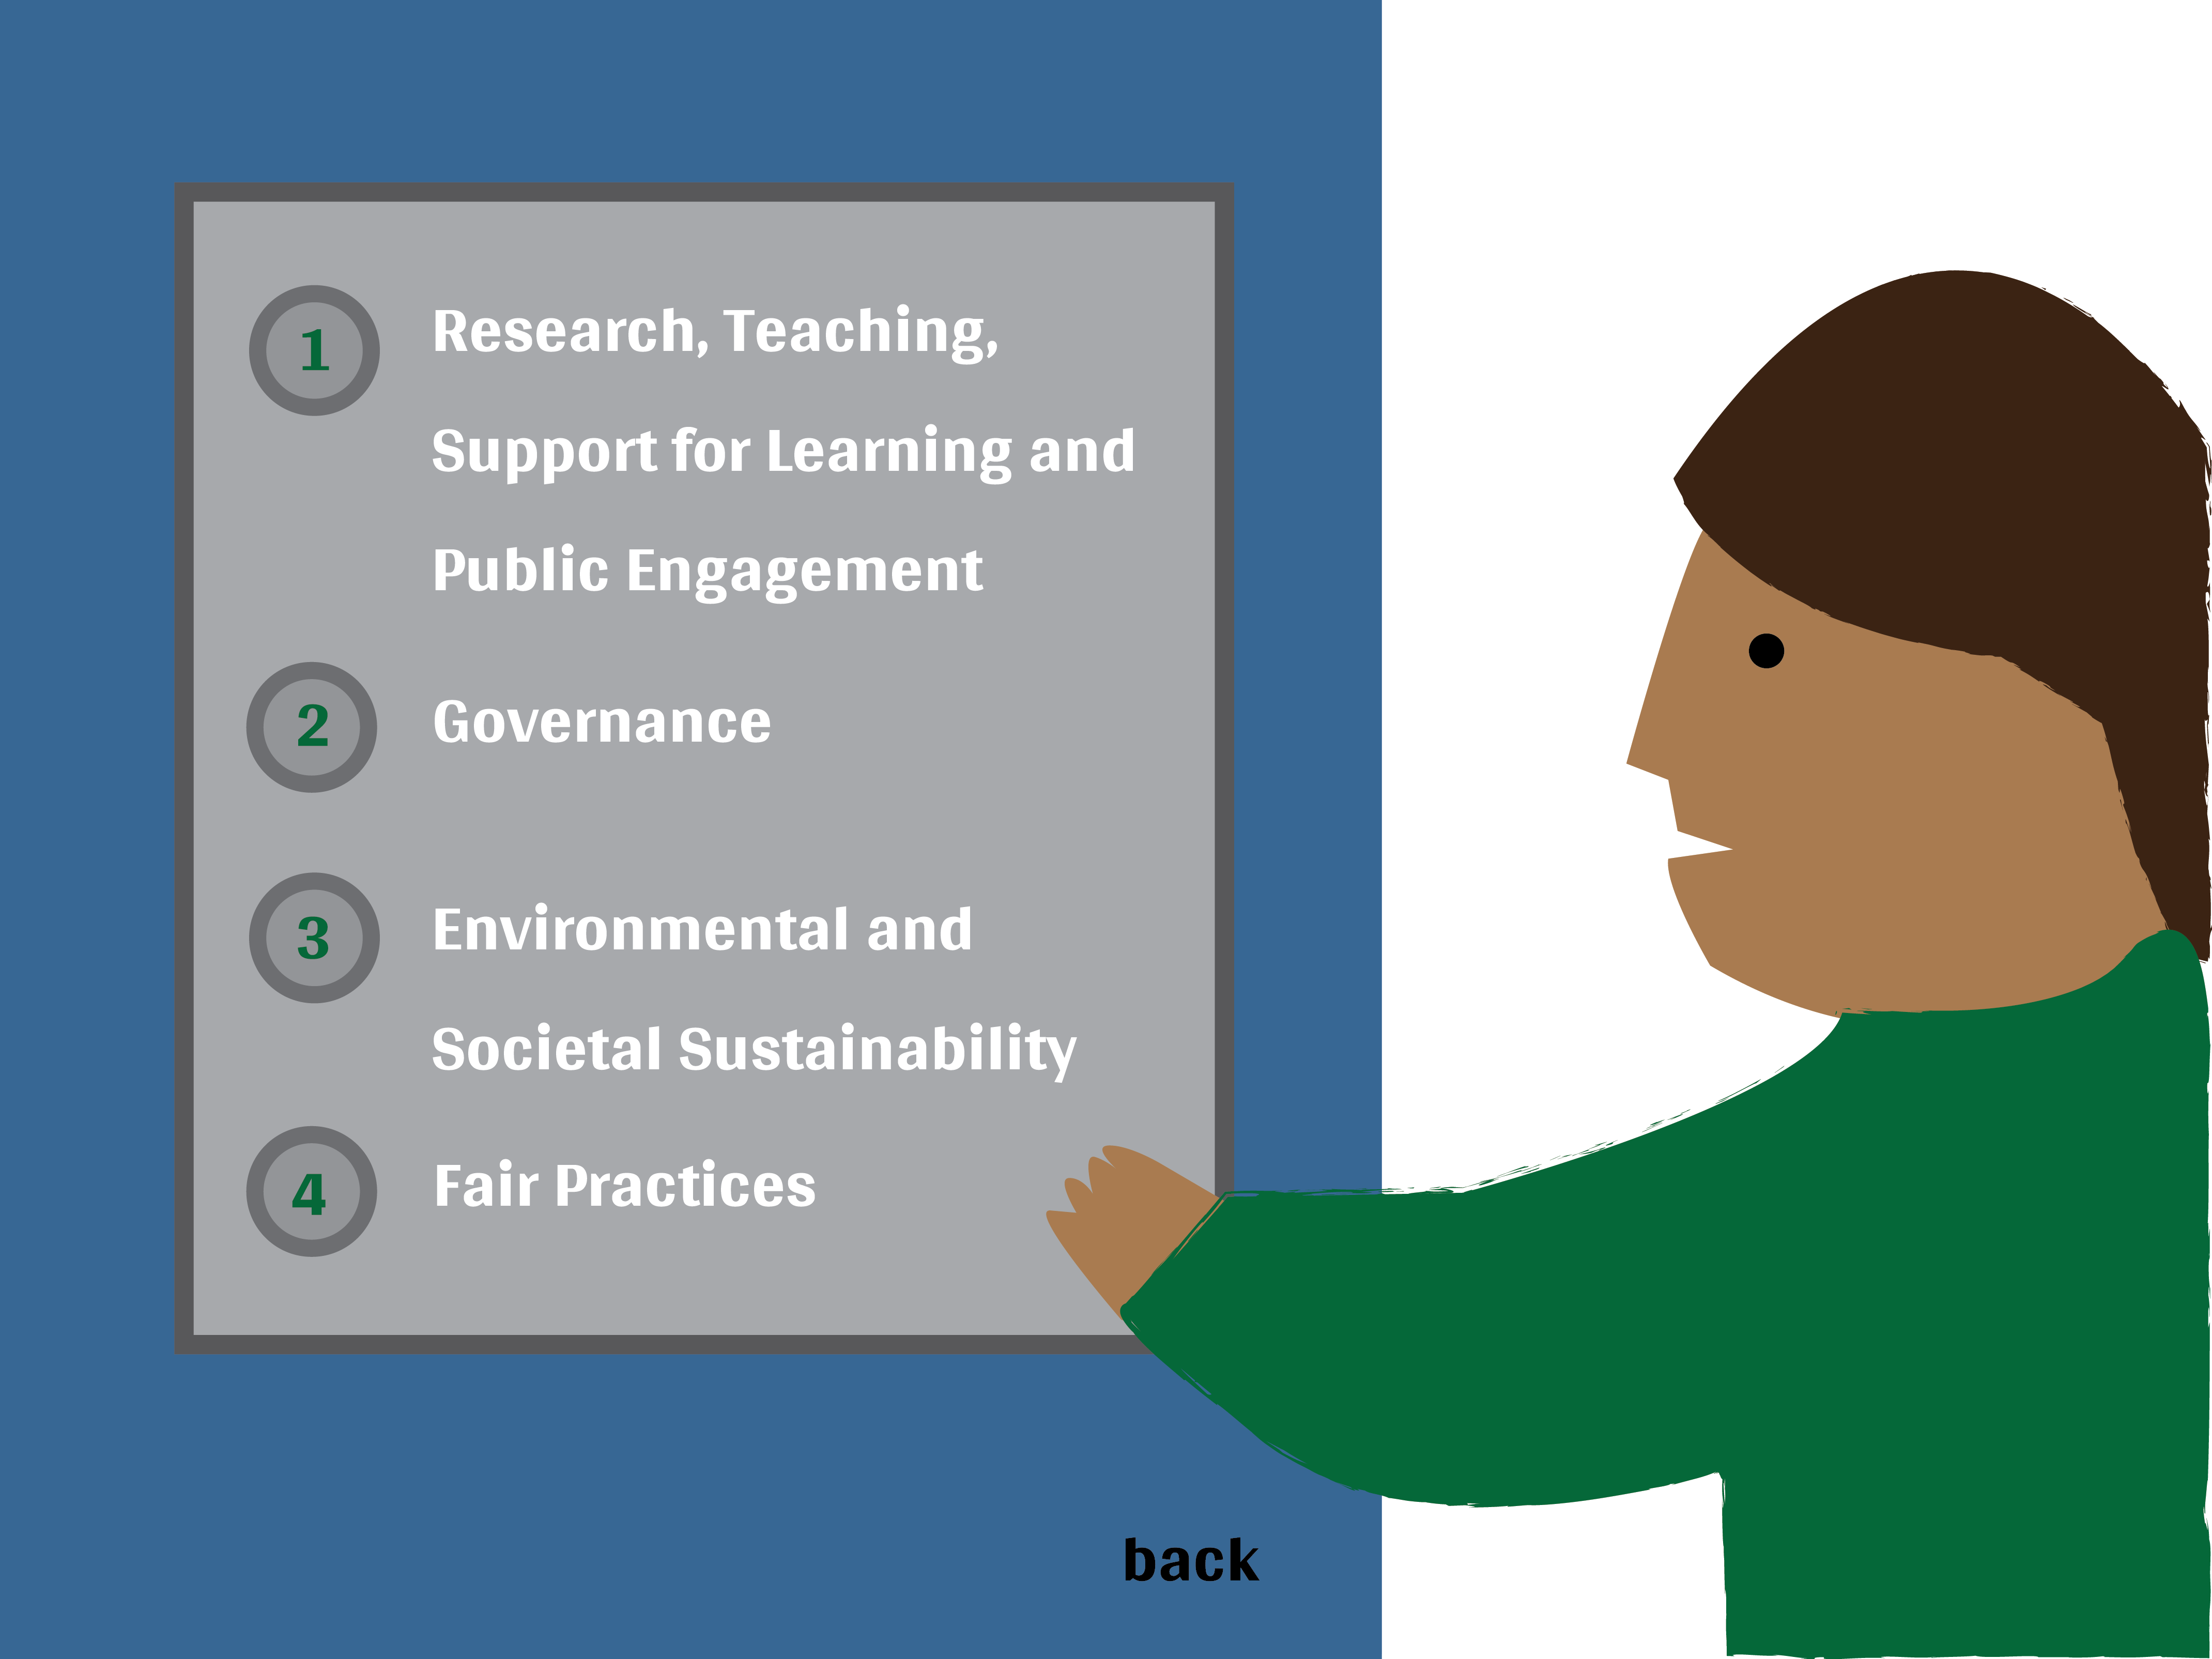 1 Research, Teaching,
Support for Learning and
Public Engagement
2 Governance
3 Environmental and
Societal Sustainability
4 Fair Practices
back